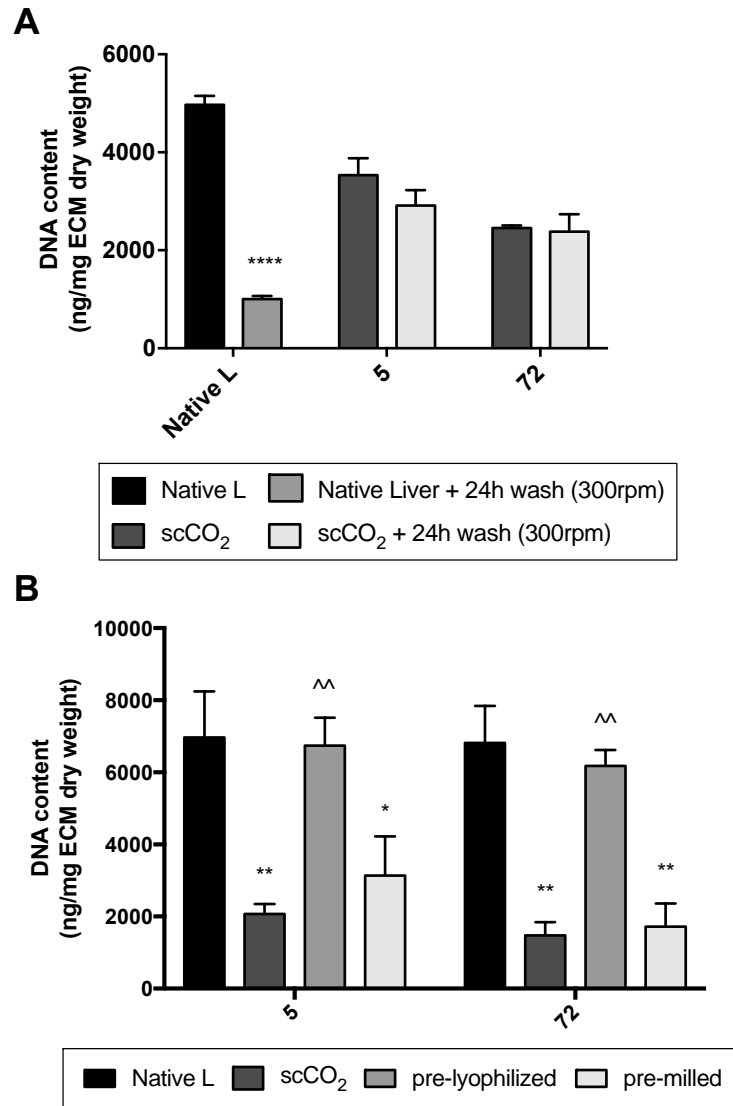 A
DNA content
(ng/mg ECM dry weight)
6000
4000
2000
0
****
Native L
5
72
Native L
Native Liver + 24h wash (300rpm)
scCO2
scCO2 + 24h wash (300rpm)
B
DNA content
(ng/mg ECM dry weight)
10000
8000
6000
4000
2000
0
**
^^
*
**
^^
**
5
72
Native L
scCO2
pre-lyophilized
pre-milled